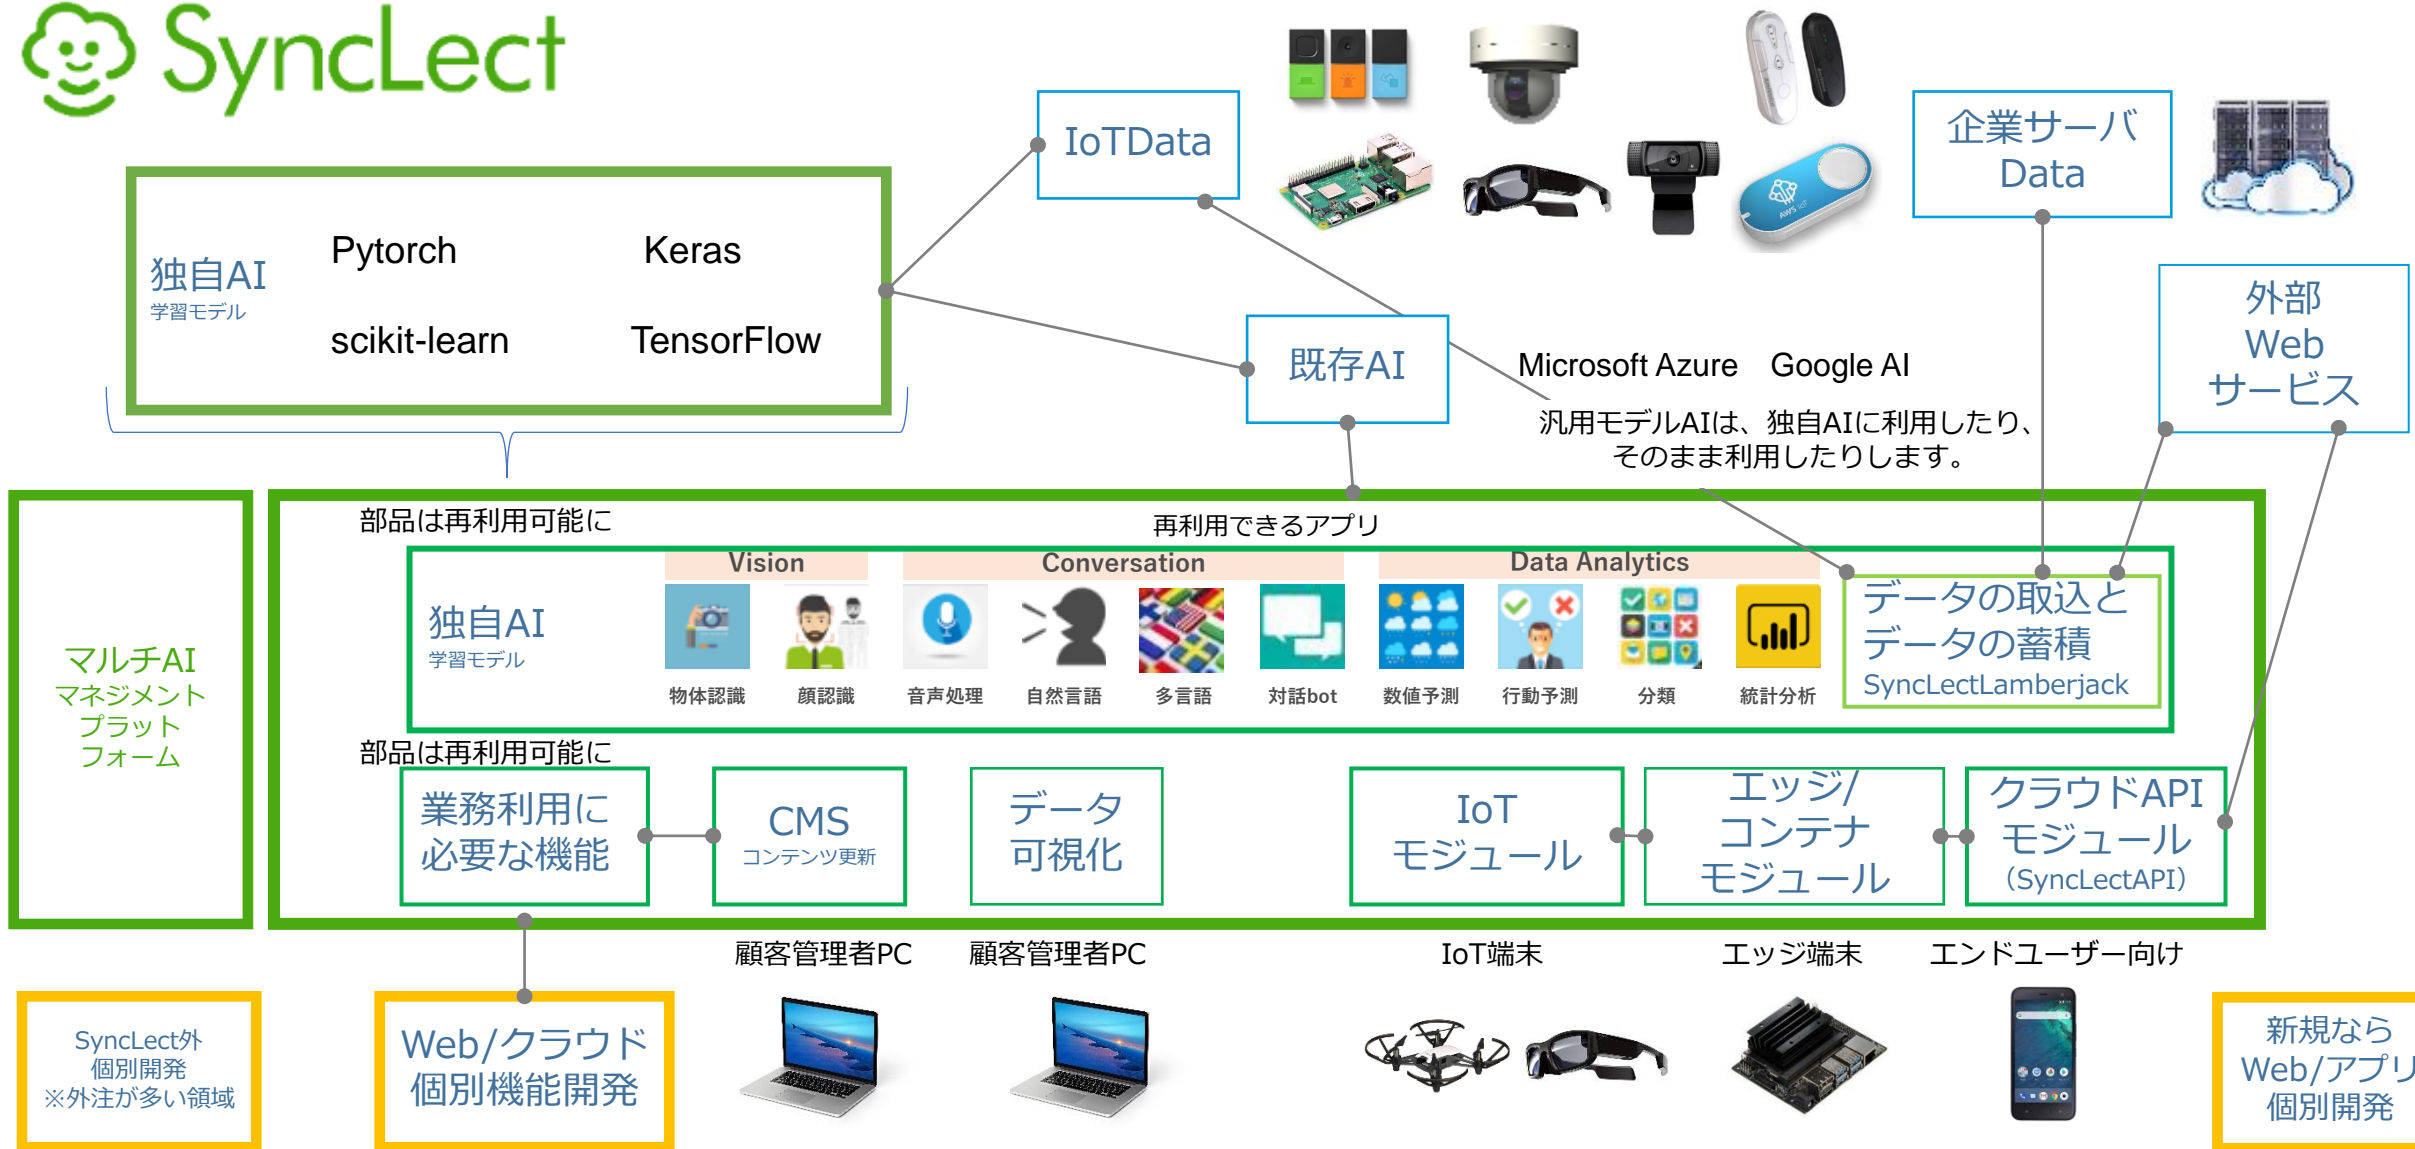 SyncLect
IoTData
企業サーバ
Data
AWS IoT
独自AI
学習モデル
Pytorch
Keras
scikit-learn
TensorFlow
既存AI
Microsoft Azure
Google AI
汎用モデルAIは、独自AIに利用したり、
そのまま利用したりします。
外部
Web
サービス
マルチAI
マネジメント
プラット
フォーム
部品は再利用可能に
再利用できるアプリ
独自AI
学習モデル
Vision
Conversation
Data Analytics
物体認識
顔認識
音声処理
自然言語
多言語
対話bot
数値予測
行動予測
分類
統計分析
データの取込と
データの蓄積
SyncLectLamberjack
部品は再利用可能に
業務利用に
必要な機能
CMS
コンテンツ更新
データ
可視化
IoT
モジュール
エッジ/
コンテナ
モジュール
クラウドAPI
モジュール
（SyncLectAPI）
顧客管理者PC
顧客管理者PC
IoT端末
エッジ端末
エンドユーザー向け
SyncLect外
個別開発
※外注が多い領域
Web/クラウド
個別機能開発
新規なら
Web/アプリ
個別開発